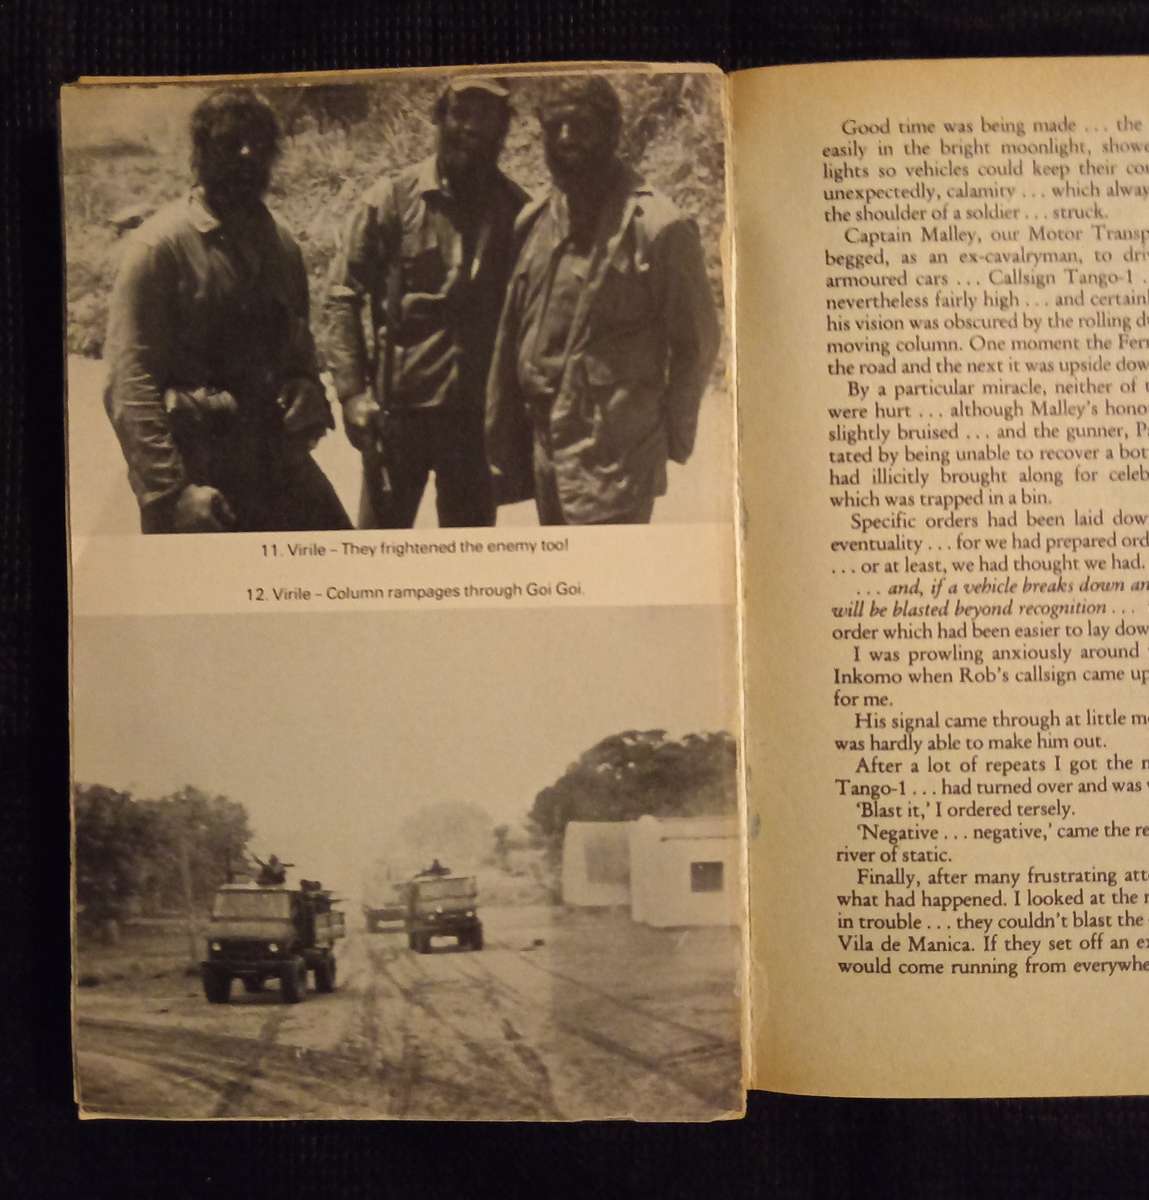 11. Virile – They frightened the enemy too!
12. Virile – Column rampages through Goi Goi.
Good time was being made ... the
easily in the bright moonlight, showe
lights so vehicles could keep their co
unexpectedly, calamity ... which alway
the shoulder of a soldier ... struck.
Captain Malley, our Motor Transp
begged, as an ex-cavalryman, to dri
armoured cars ... Callsign Tango-1 .
nevertheless fairly high ... and certain
his vision was obscured by the rolling d
moving column. One moment the Fer
the road and the next it was upside dow
By a particular miracle, neither of
were hurt ... although Malley's hono
slightly bruised ... and the gunner, P
tated by being unable to recover a bot
had illicitly brought along for celeb
which was trapped in a bin.
Specific orders had been laid dow
eventuality ... for we had prepared ord
... or at least, we had thought we had.
... and, if a vehicle breaks down an
will be blasted beyond recognition ...
order which had been easier to lay dow
I was prowling anxiously around
Inkomo when Rob's callsign came up
for me.
His signal came through at little m
was hardly able to make him out.
After a lot of repeats I got the
Tango-1 ... had turned over and was
'Blast it,' I ordered tersely.
'Negative ... negative,' came the re
river of static.
Finally, after many frustrating att
what had happened. I looked at the
in trouble ... they couldn't blast the
Vila de Manica. If they set off an e
would come running from everywhe